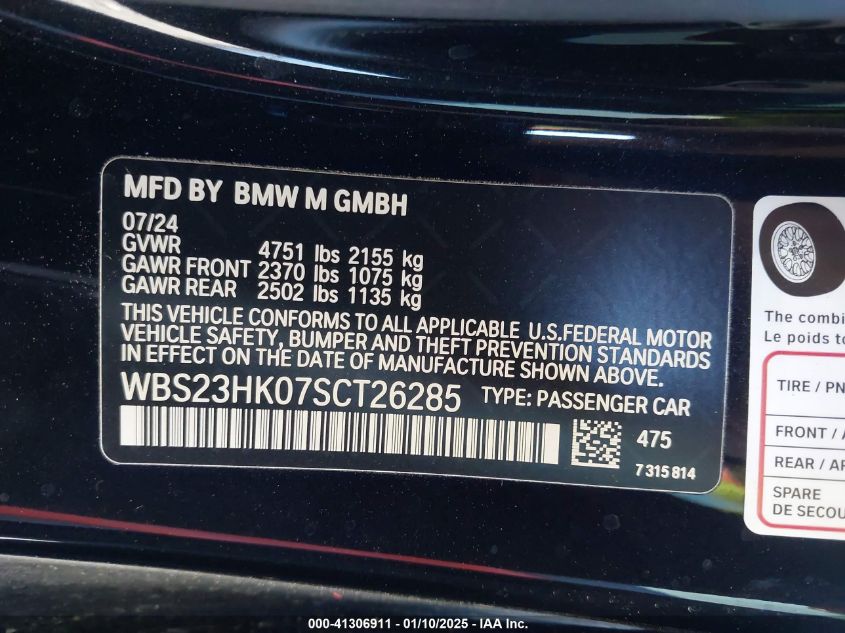 MFD BY BMW M GMBH
07/24
GVWR 4751 lbs 2155 kg
GAWR FRONT 2370 lbs 1075 kg
GAWR REAR 2502 lbs 1135 kg
THIS VEHICLE CONFORMS TO ALL APPLICABLE U.S.FEDERAL MOTOR
VEHICLE SAFETY, BUMPER AND THEFT PREVENTION STANDARDS
IN EFFECT ON THE DATE OF MANUFACTURE SHOWN ABOVE.
WBS23HK07SCT26285 TYPE: PASSENGER CAR
475
7 315 814
The combi
Le poids to
TIRE / PN
FRONT / A
REAR / AR
SPARE
DE SECOU
000-41306911 - 01/10/2025 - IAA Inc.